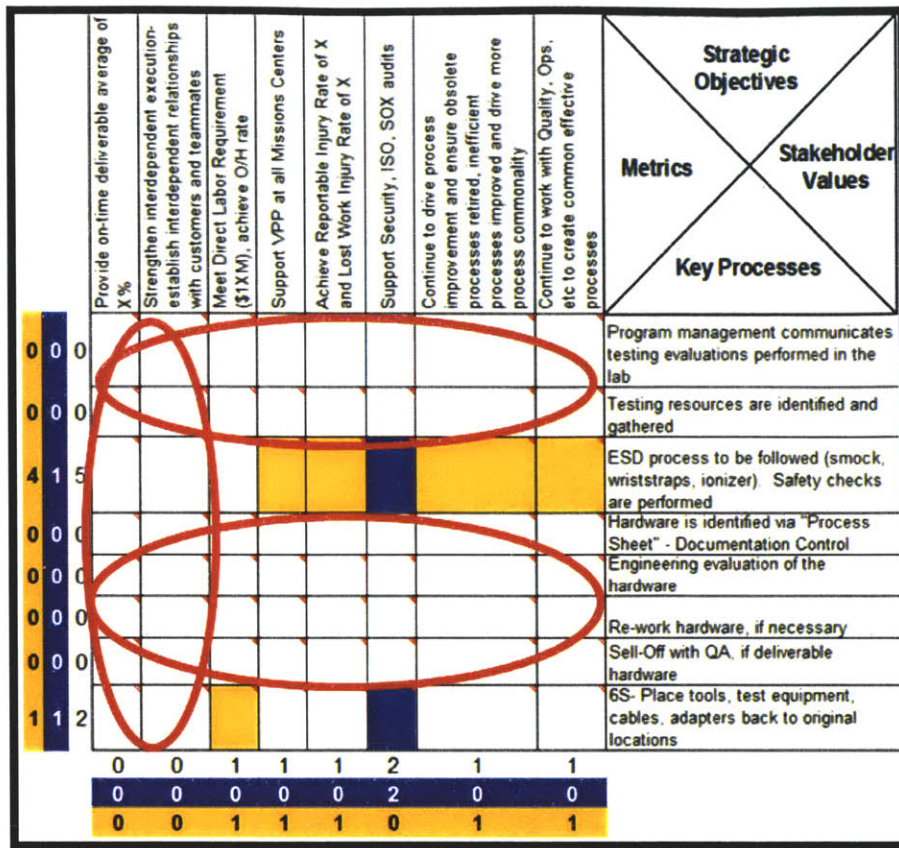 Provide on-time deliverable average of
X%
Strengthen interdependent execution-
establish interdependent relationships
with customers and teammates
Meet Direct Labor Requirement
($1X M), achieve O/H rate
Support VPP at all Missions Centers
Achieve Reportable Injury Rate of X
and Lost Work Injury Rate of X
Support Security, ISO, SOX audits
Continue to drive process
improvement and ensure obsolete
processes retired, inefficient
processes improved and drive more
process commonality
Continue to work with Quality, Ops,
etc to create common effective
processes
Strategic
Objectives
Metrics
Stakeholder
Values
Key Processes
0 0 0
Program management communicates
testing evaluations performed in the
lab
0 0 0
Testing resources are identified and
gathered
4 1 5
ESD process to be followed (smock,
wriststraps, ionizer). Safety checks
are performed
0 0 0
Hardware is identified via "Process
Sheet" - Documentation Control
0 0 0
Engineering evaluation of the
hardware
0 0 0
Re-work hardware, if necessary
0 0 0
Sell-Off with QA, if deliverable
hardware
1 1 2
6S- Place tools, test equipment,
cables, adapters back to original
locations
0 0 1 1 1 2 1 1
0 0 0 0 0 2 0 0
0 0 1 1 1 0 1 1